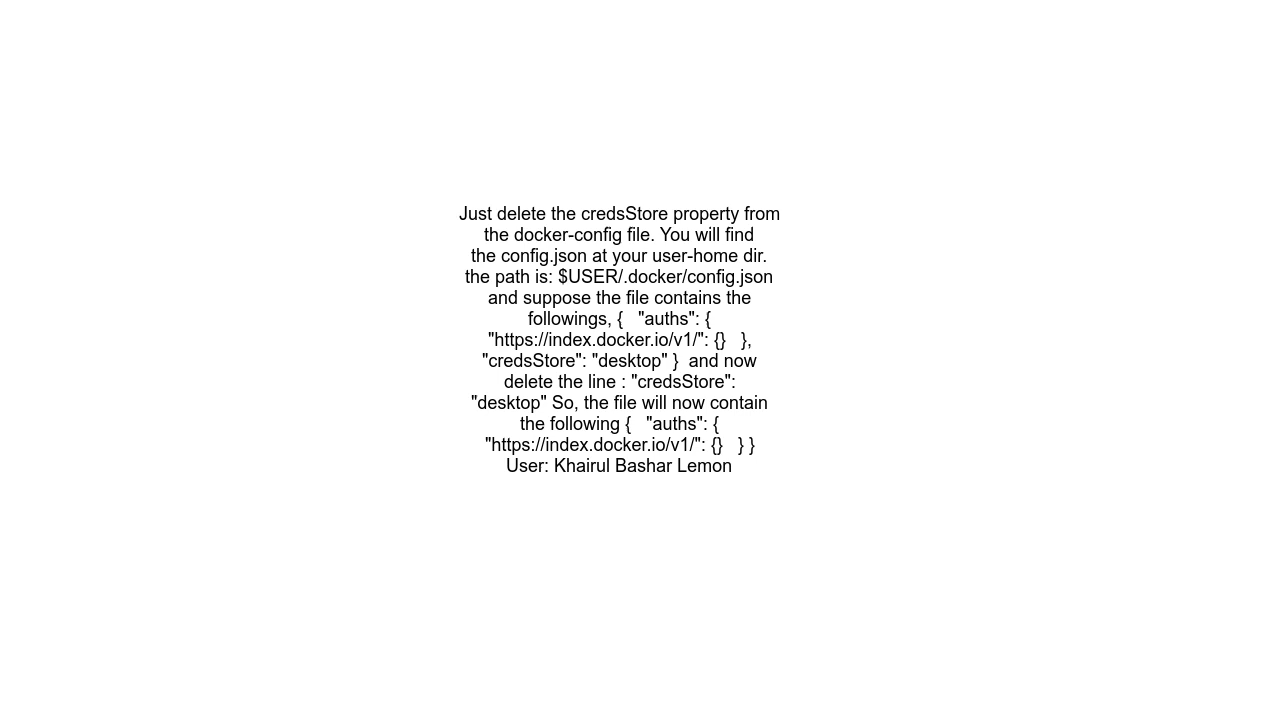 Just delete the credsStore property from
the docker-config file. You will find
the config.json at your user-home dir.
the path is: $USER/.docker/config.json
and suppose the file contains the
followings, {   "auths": {
"https://index.docker.io/v1/": {}   },
"credsStore": "desktop" }  and now
delete the line : "credsStore":
"desktop" So, the file will now contain
the following {   "auths": {
"https://index.docker.io/v1/": {}   } }
User: Khairul Bashar Lemon